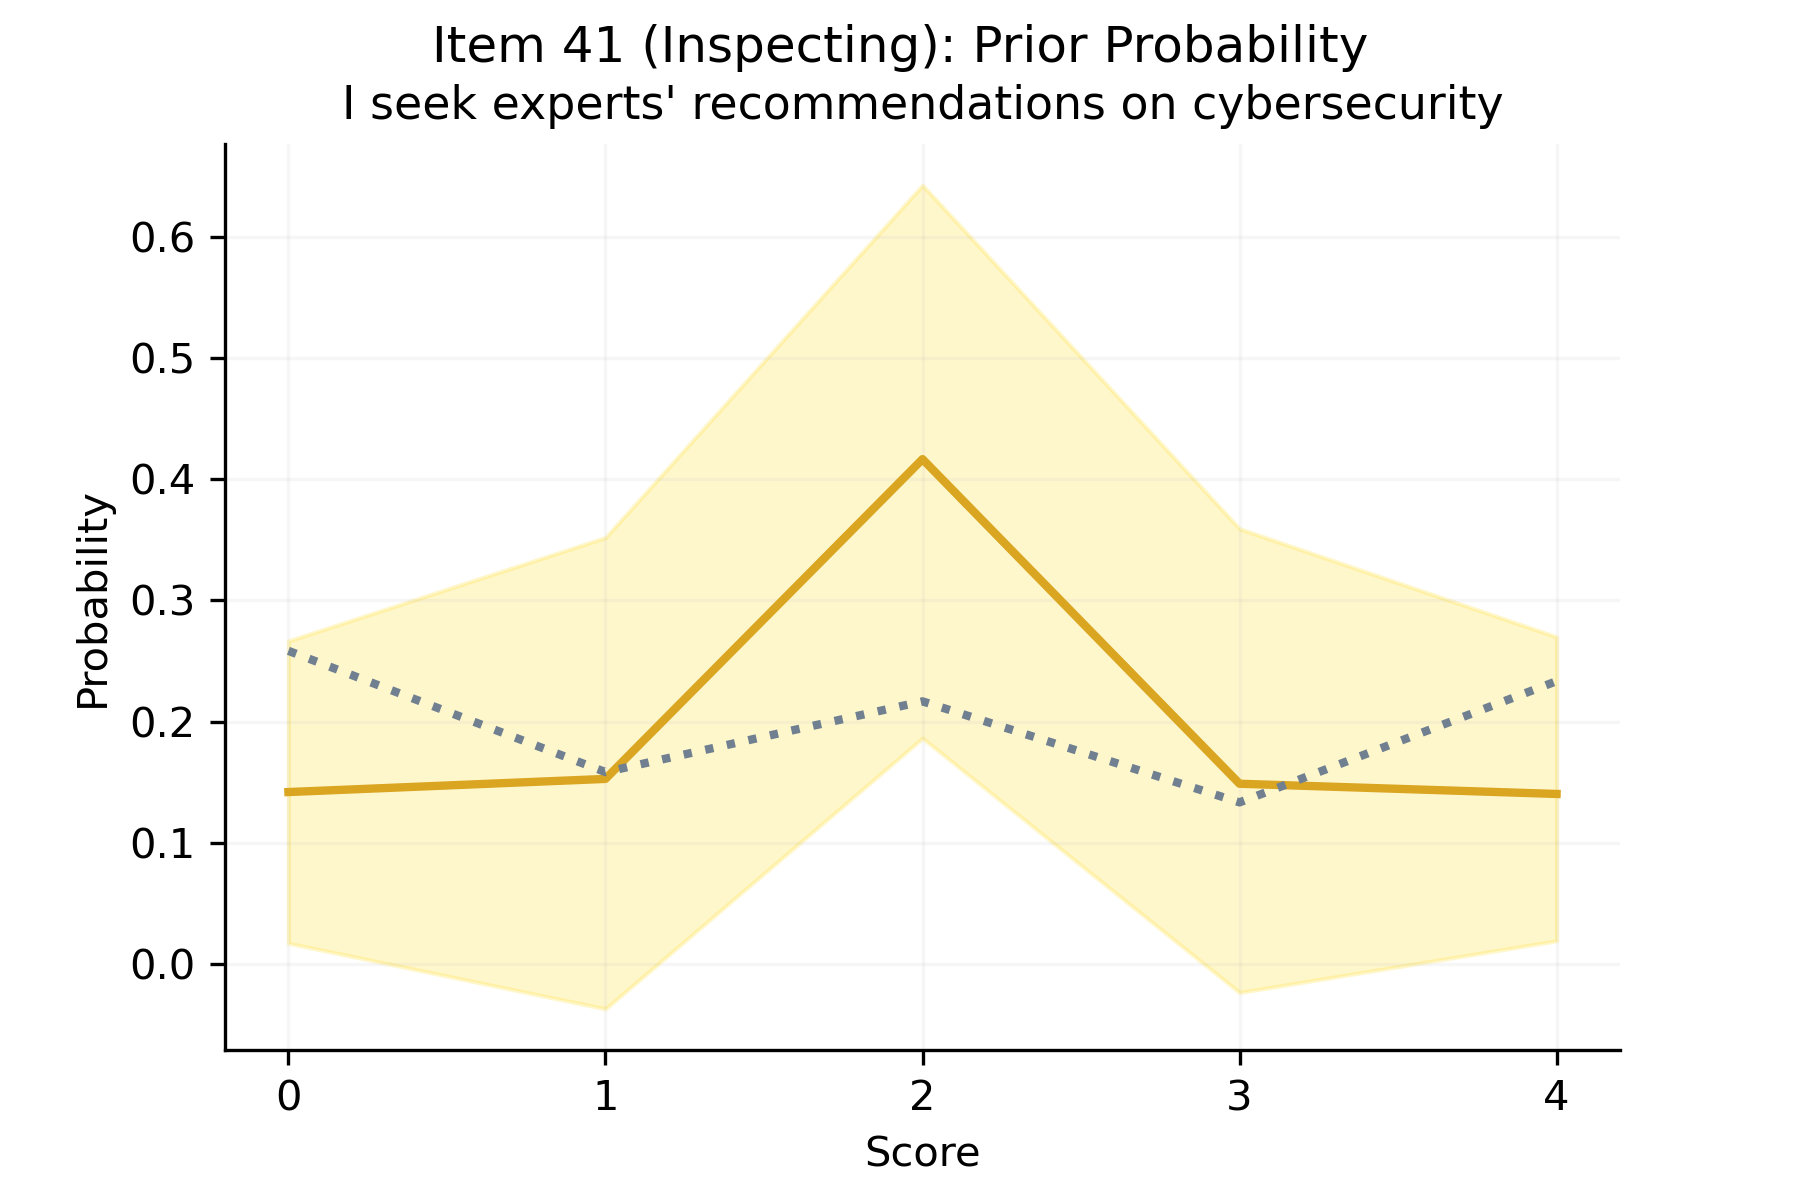 Item 41 (Inspecting): Prior Probability
I seek experts' recommendations on cybersecurity
0.6
0.5
0.4
0.3
0.2
0.1
0.0
Probability
0 1 2 3 4
Score